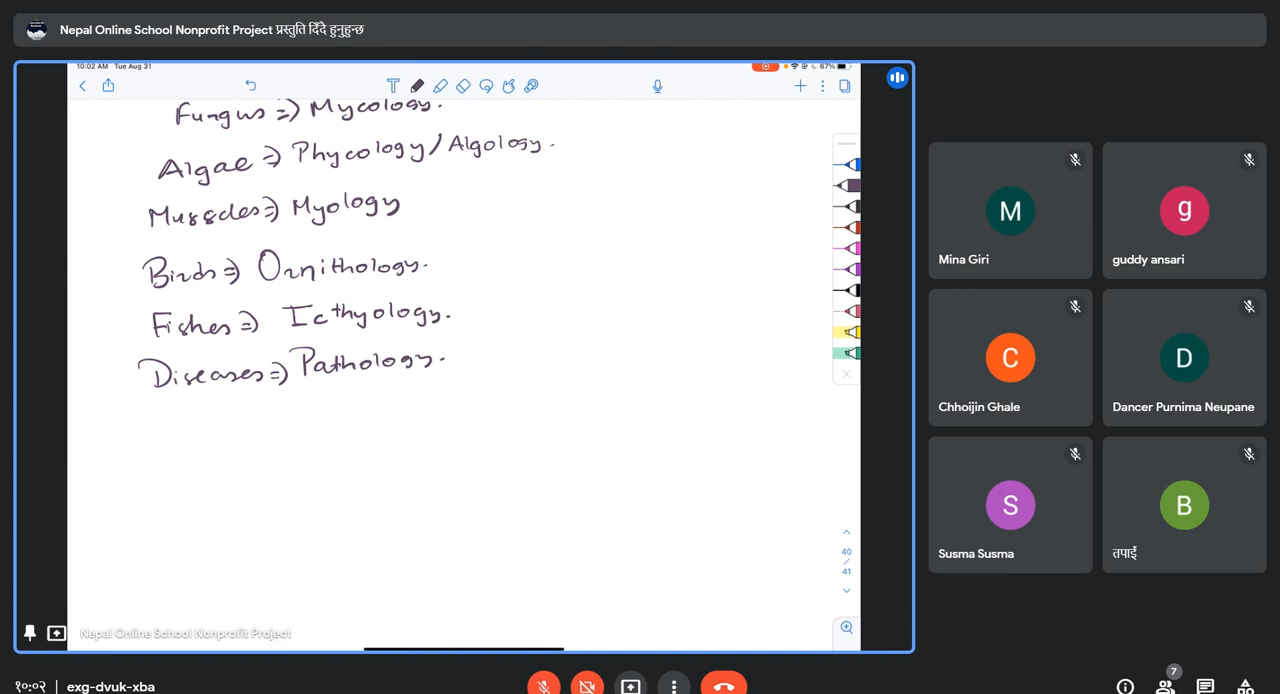 Nepal Online School Nonprofit Project प्रस्तुति दिँदै हुनुहुन्छ
10:02 AM Tue Aug 31
67%
Fungus => Mycology.
Algae => Phycology/Algology.
Muscles => Myology
Birds => Ornithology.
Fishes => Icthyology.
Diseases => Pathology.
40
/
41
Nepal Online School Nonprofit Project
M
Mina Giri
g
guddy ansari
C
Chhoijin Ghale
D
Dancer Purnima Neupane
S
Susma Susma
B
तपाईं
१०:०२ | exg-dvuk-xba
7